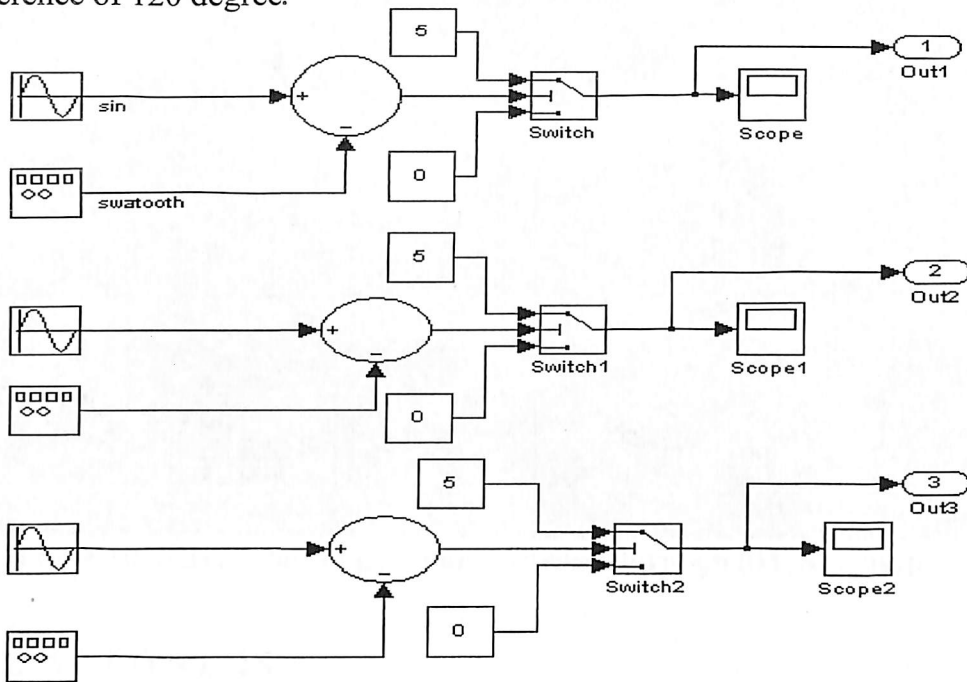 erence of 120 degree.
5
1
Out1
sin
+
−
Switch
Scope
0
swatooth
5
2
Out2
+
−
Switch1
Scope1
0
5
3
Out3
+
−
Switch2
Scope2
0